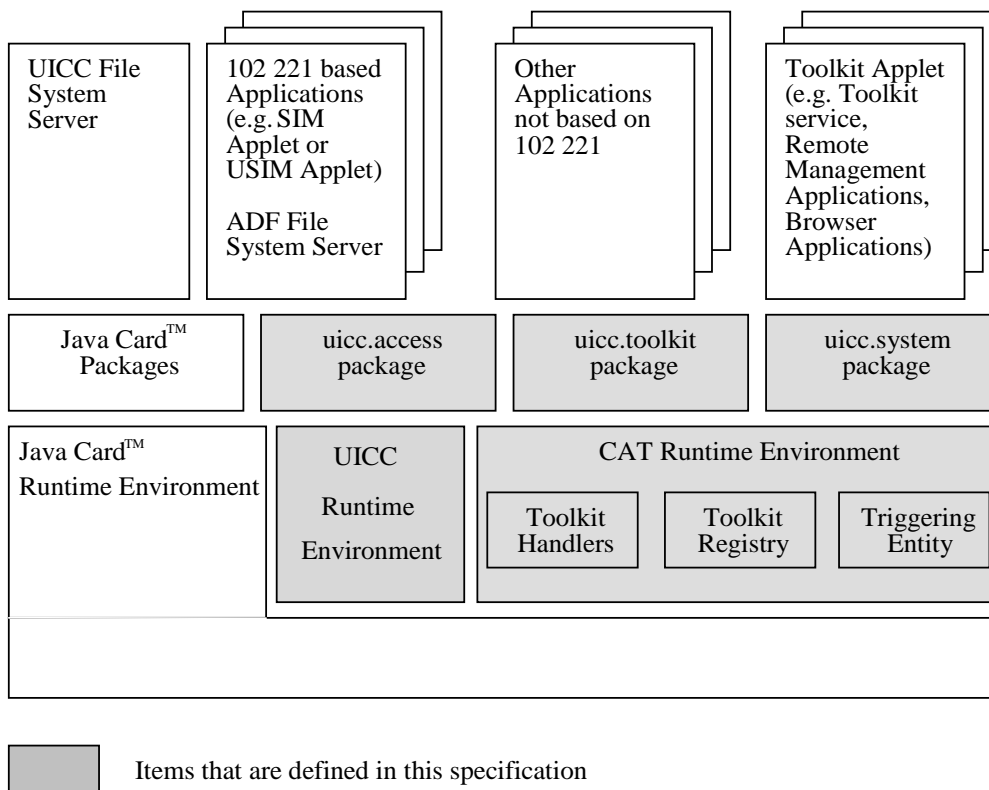 UICC File
System
Server
102 221 based
Applications
(e.g. SIM
Applet or
USIM Applet)
ADF File
System Server
Other
Applications
not based on
102 221
Toolkit Applet
(e.g. Toolkit
service,
Remote
Management
Applications,
Browser
Applications)
Java Card™
Packages
uicc.access
package
uicc.toolkit
package
uicc.system
package
Java Card™
Runtime Environment
UICC
Runtime
Environment
CAT Runtime Environment
Toolkit
Handlers
Toolkit
Registry
Triggering
Entity
Items that are defined in this specification